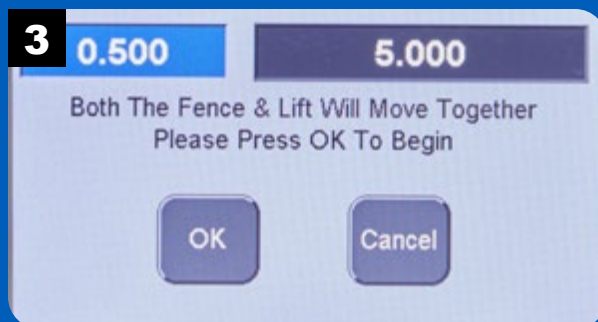 3
0.500 5.000
Both The Fence & Lift Will Move Together
Please Press OK To Begin
OK Cancel